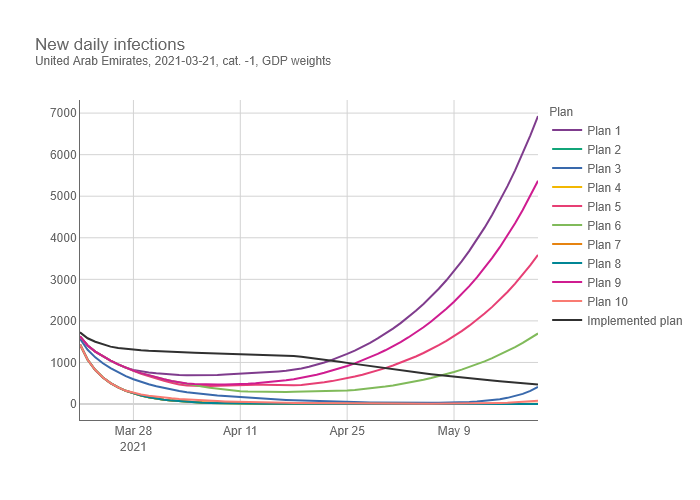 New daily infections
United Arab Emirates, 2021-03-21, cat. -1, GDP weights
7000
6000
5000
4000
3000
2000
1000
0
Mar 28
2021
Apr 11
Apr 25
May 9
Plan
Plan 1
Plan 2
Plan 3
Plan 4
Plan 5
Plan 6
Plan 7
Plan 8
Plan 9
Plan 10
Implemented plan